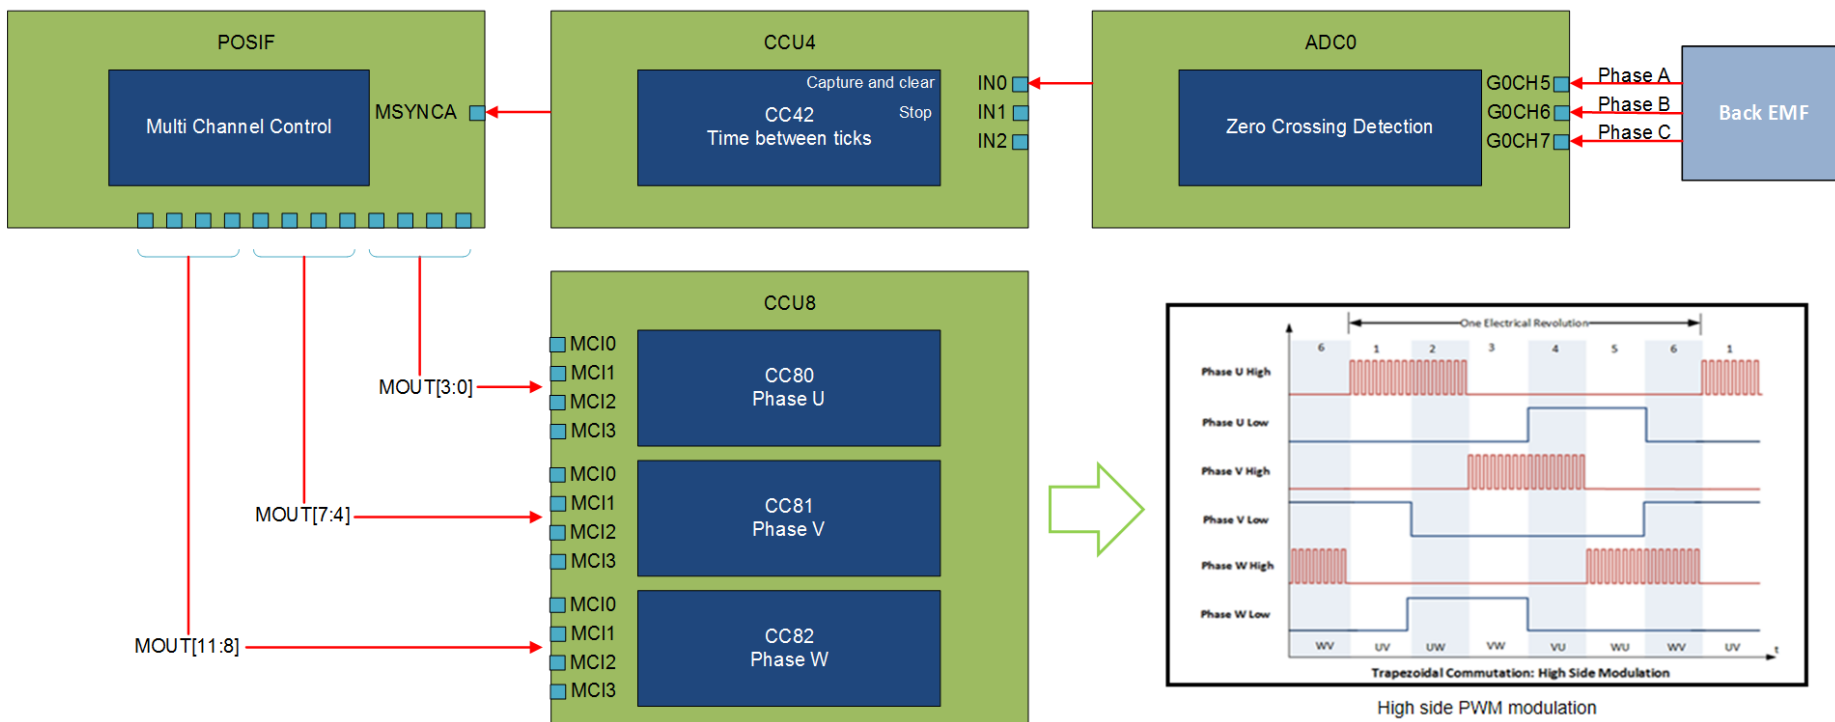 POSIF
Multi Channel Control
MSYNCA
CCU4
Capture and clear
Stop
CC42
Time between ticks
IN0
IN1
IN2
ADC0
Zero Crossing Detection
G0CH5
G0CH6
G0CH7
Phase A
Phase B
Phase C
Back EMF
MOUT[3:0]
MOUT[7:4]
MOUT[11:8]
CCU8
MCI0
MCI1
MCI2
MCI3
CC80
Phase U
MCI0
MCI1
MCI2
MCI3
CC81
Phase V
MCI0
MCI1
MCI2
MCI3
CC82
Phase W
One Electrical Revolution
6 1 2 3 4 5 6 1
Phase U High
Phase U Low
Phase V High
Phase V Low
Phase W High
Phase W Low
WV UV UW VW VU WU WV UV t
Trapezoidal Commutation: High Side Modulation
High side PWM modulation